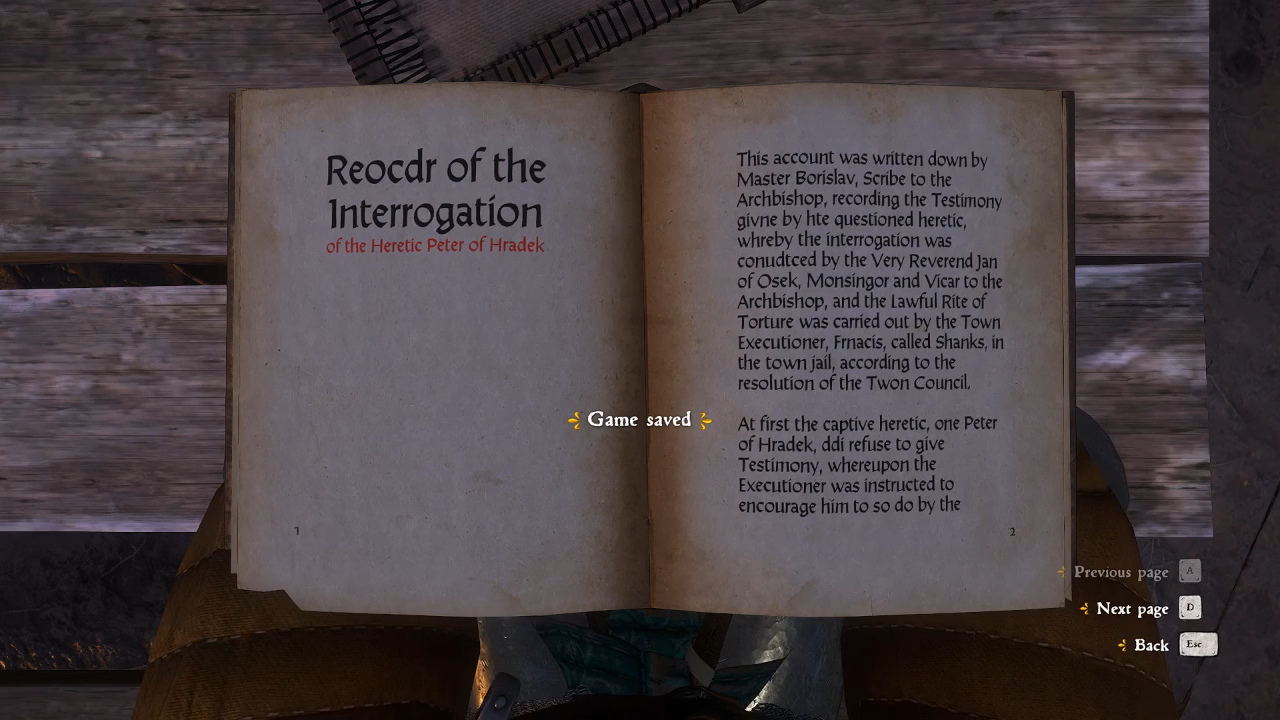 Reocdr of the
Interrogation
of the Heretic Peter of Hradek
1
This account was written down by
Master Borislav, Scribe to the
Archbishop, recording the Testimony
givne by hte questioned heretic,
whreby the interrogation was
conudtced by the Very Reverend Jan
of Osek, Monsingor and Vicar to the
Archbishop, and the Lawful Rite of
Torture was carried out by the Town
Executioner, Frnacis, called Shanks, in
the town jail, according to the
resolution of the Twon Council.
At first the captive heretic, one Peter
of Hradek, ddi refuse to give
Testimony, whereupon the
Executioner was instructed to
encourage him to so do by the
2
Game saved
Previous page A
Next page D
Back Esc